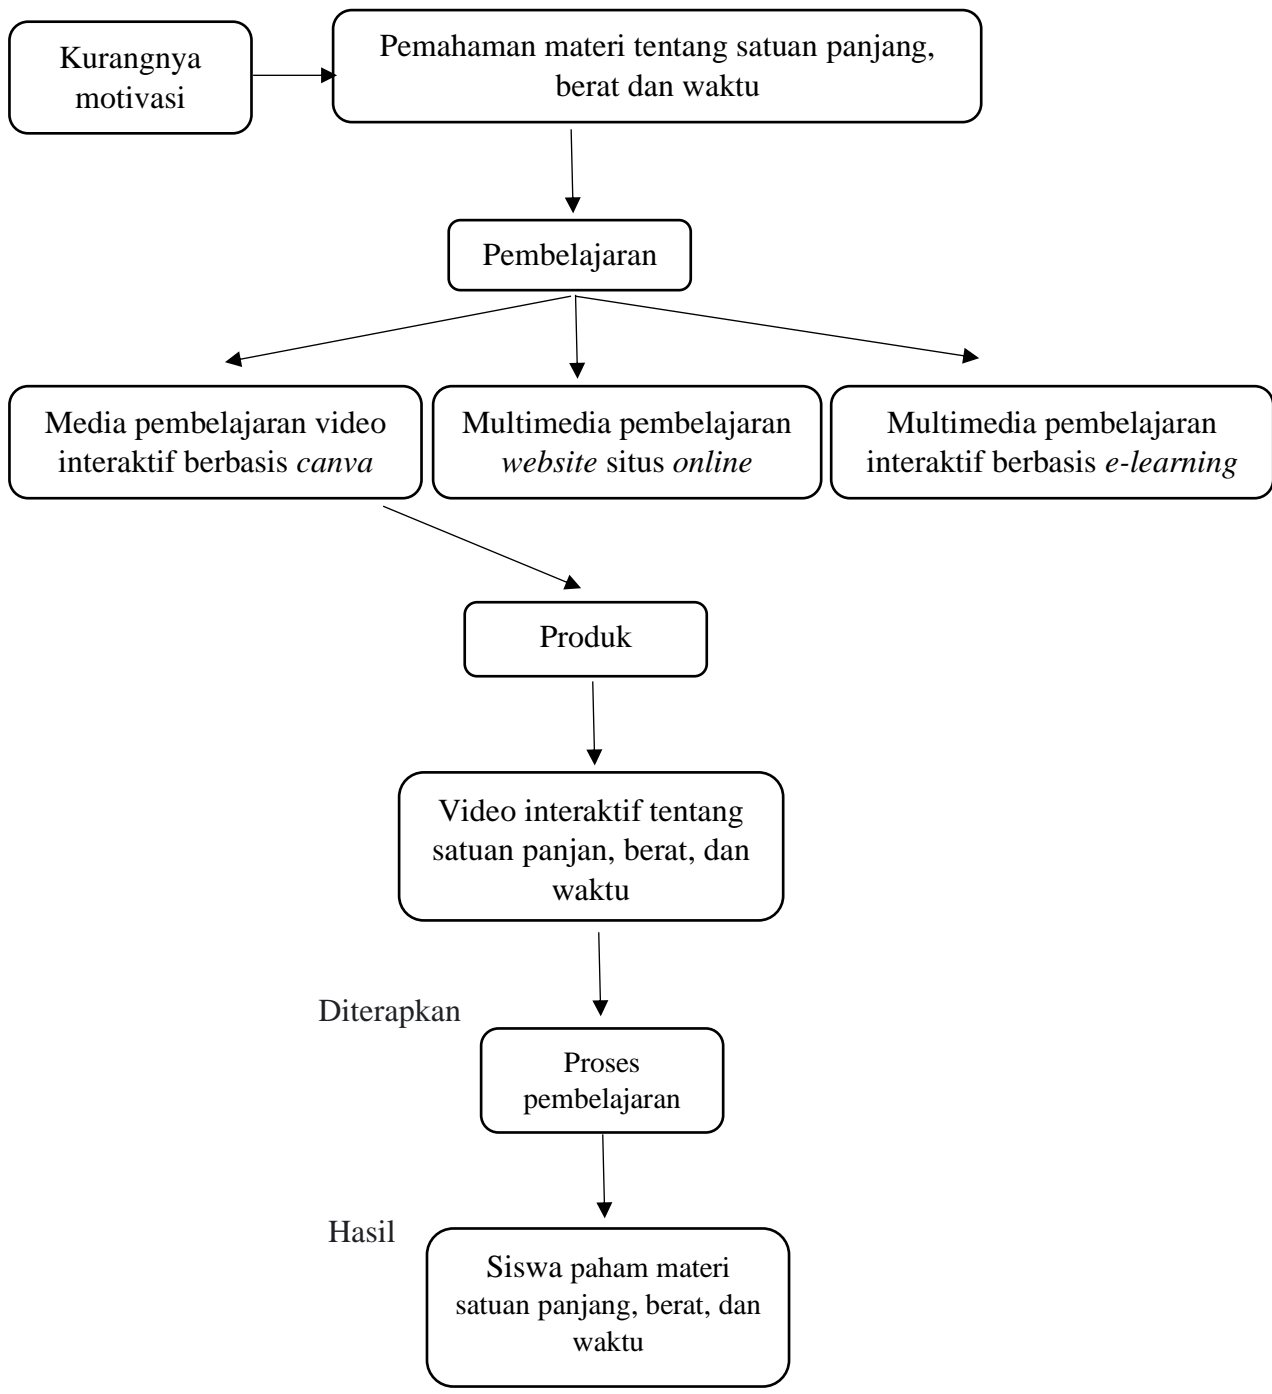 Kurangnya
motivasi
Pemahaman materi tentang satuan panjang,
berat dan waktu
Pembelajaran
Media pembelajaran video
interaktif berbasis canva
Multimedia pembelajaran
website situs online
Multimedia pembelajaran
interaktif berbasis e-learning
Produk
Video interaktif tentang
satuan panjan, berat, dan
waktu
Diterapkan
Proses
pembelajaran
Hasil
Siswa paham materi
satuan panjang, berat, dan
waktu